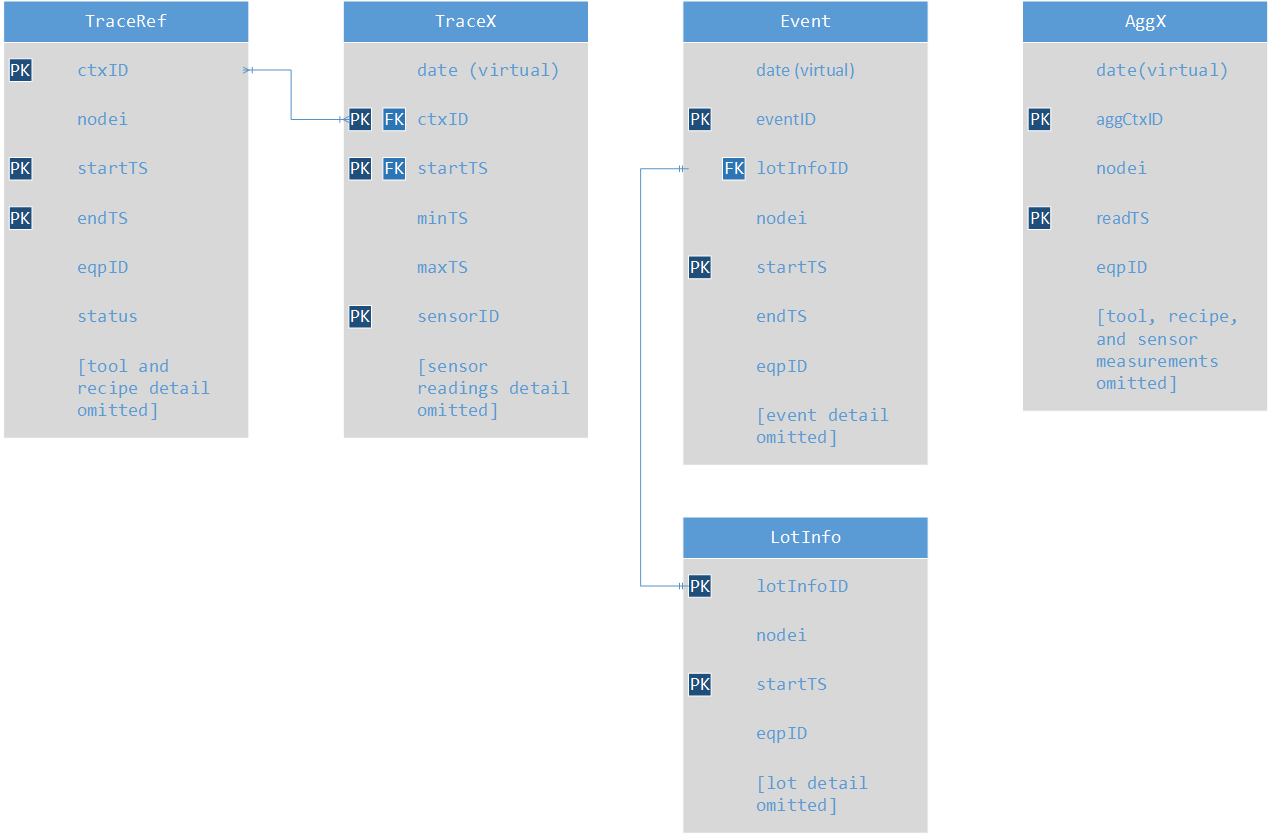 TraceRef
PK ctxID
nodei
PK startTS
PK endTS
eqpID
status
[tool and
recipe detail
omitted]
TraceX
date (virtual)
PK FK ctxID
PK FK startTS
minTS
maxTS
PK sensorID
[sensor
readings detail
omitted]
Event
date (virtual)
PK eventID
FK lotInfoID
nodei
PK startTS
endTS
eqpID
[event detail
omitted]
AggX
date(virtual)
PK aggCtxID
nodei
PK readTS
eqpID
[tool, recipe,
and sensor
measurements
omitted]
LotInfo
PK lotInfoID
nodei
PK startTS
eqpID
[lot detail
omitted]